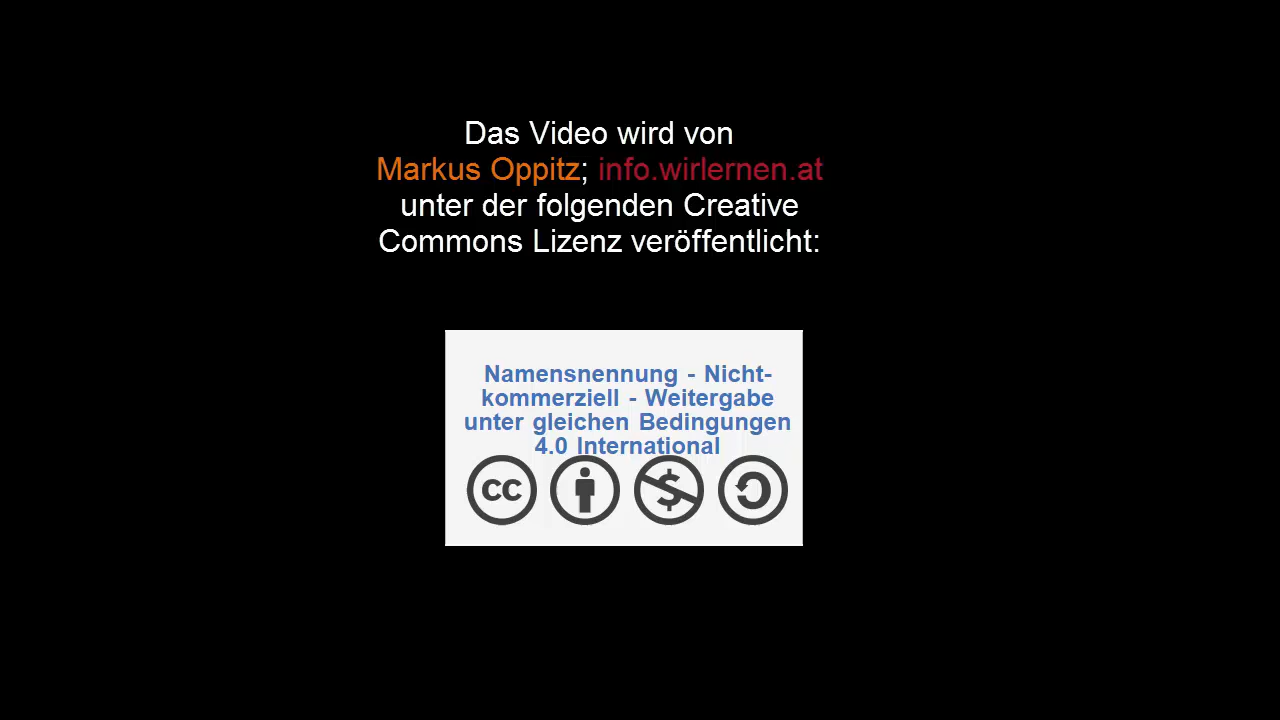 Das Video wird von
Markus Oppitz; info.wirlernen.at
unter der folgenden Creative
Commons Lizenz veröffentlicht:
Namensnennung - Nicht-
kommerziell - Weitergabe
unter gleichen Bedingungen
4.0 International
cc $